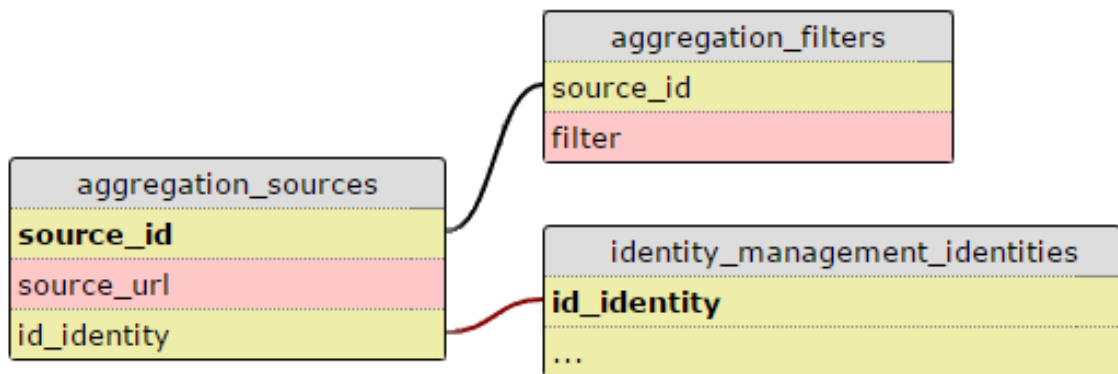 aggregation_filters
source_id
filter
aggregation_sources
source_id
source_url
id_identity
identity_management_identities
id_identity
...